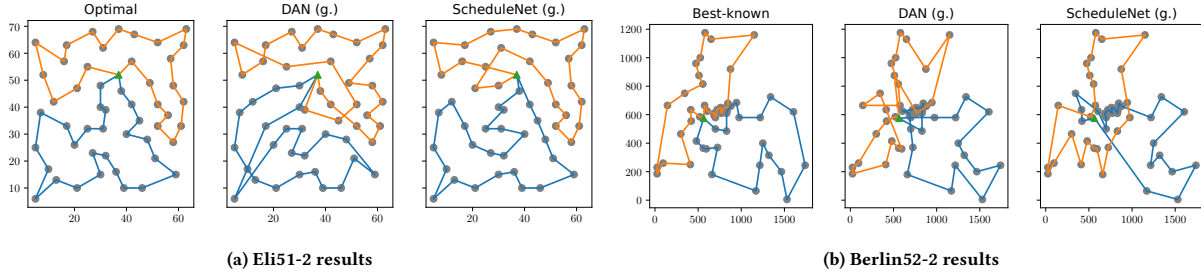 Optimal
DAN (g.)
ScheduleNet (g.)
70
60
50
40
30
20
10
20 40 60
20 40 60
20 40 60
(a) Eli51-2 results
Best-known
DAN (g.)
ScheduleNet (g.)
1200
1000
800
600
400
200
0
0 500 1000 1500
0 500 1000 1500
0 500 1000 1500
(b) Berlin52-2 results